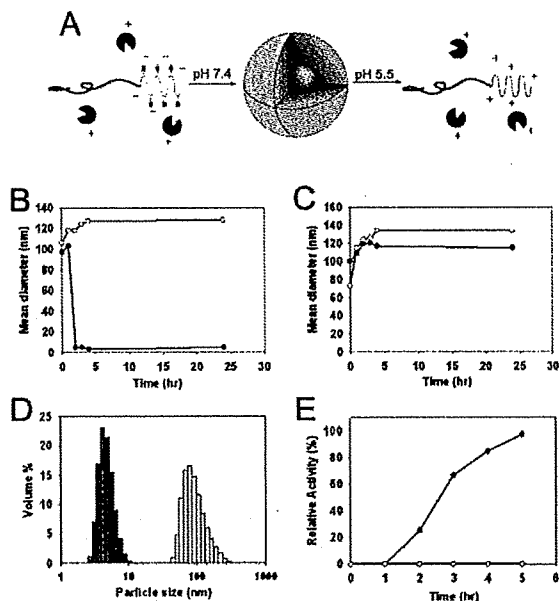 A
pH 7.4
pH 5.5
B
Mean diameter (nm)
140
120
100
80
60
40
20
0
0 5 10 15 20 25 30
Time (hr)
C
Mean diameter (nm)
160
140
120
100
80
60
40
20
0
0 5 10 15 20 25 30
Time (hr)
D
Volume %
25
20
15
10
5
0
1 10 100 1000
Particle size (nm)
E
Relative Activity (%)
100
80
60
40
20
0
0 1 2 3 4 5 6
Time (hr)